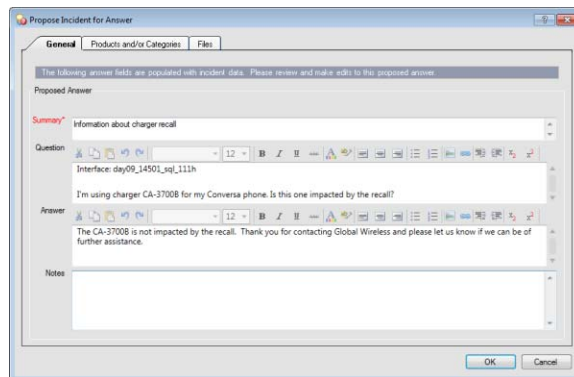 Propose Incident for Answer
General Products and/or Categories Files
The following answer fields are populated with incident data. Please review and make edits to this proposed answer.
Proposed Answer
Summary* Information about charger recall
Question
12
Interface: day09_14501_sql_111h
I'm using charger CA-3700B for my Conversa phone. Is this one impacted by the recall?
Answer
12
The CA-3700B is not impacted by the recall. Thank you for contacting Global Wireless and please let us know if we can be of
further assistance.
Notes
OK Cancel